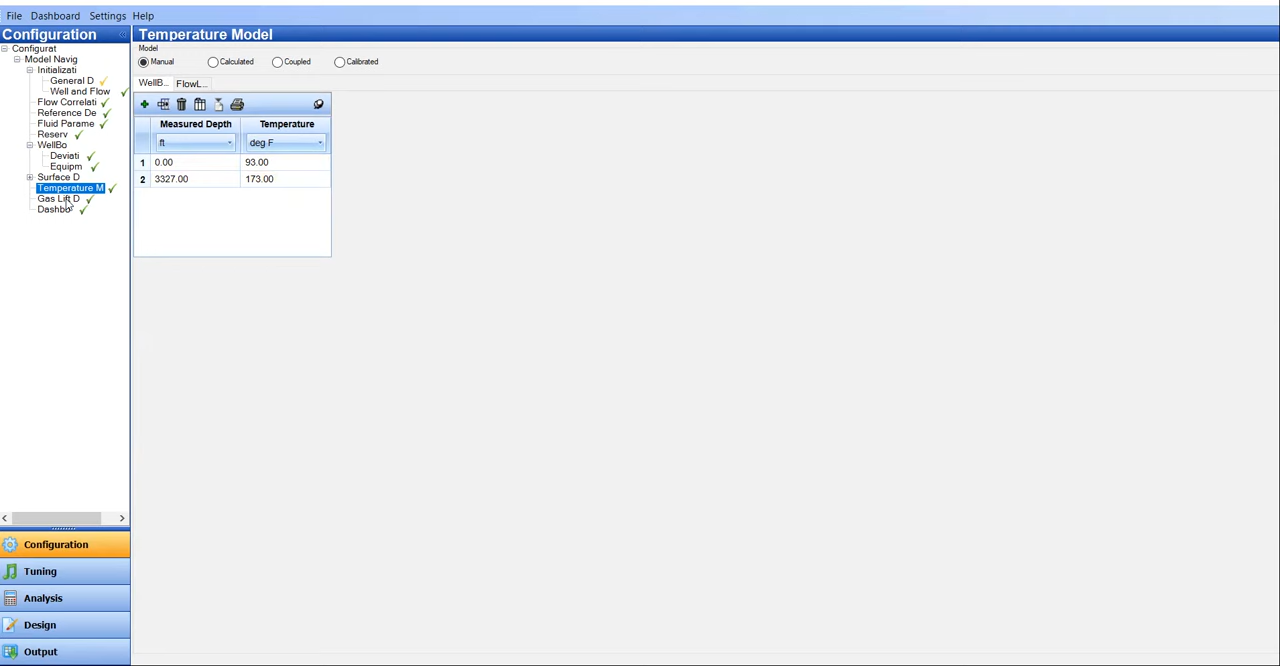 File Dashboard Settings Help
Configuration «
Temperature Model
Configurat
Model Navig
Initializati
General D
Well and Flow
Flow Correlati
Reference De
Fluid Parame
Reserv
WellBo
Deviati
Equipm
Surface D
Temperature M
Gas Lift D
Dashbo
Model
Manual Calculated Coupled Calibrated
WellB... FlowL...
Measured Depth Temperature
ft deg F
1 0.00 93.00
2 3327.00 173.00
Configuration
Tuning
Analysis
Design
Output